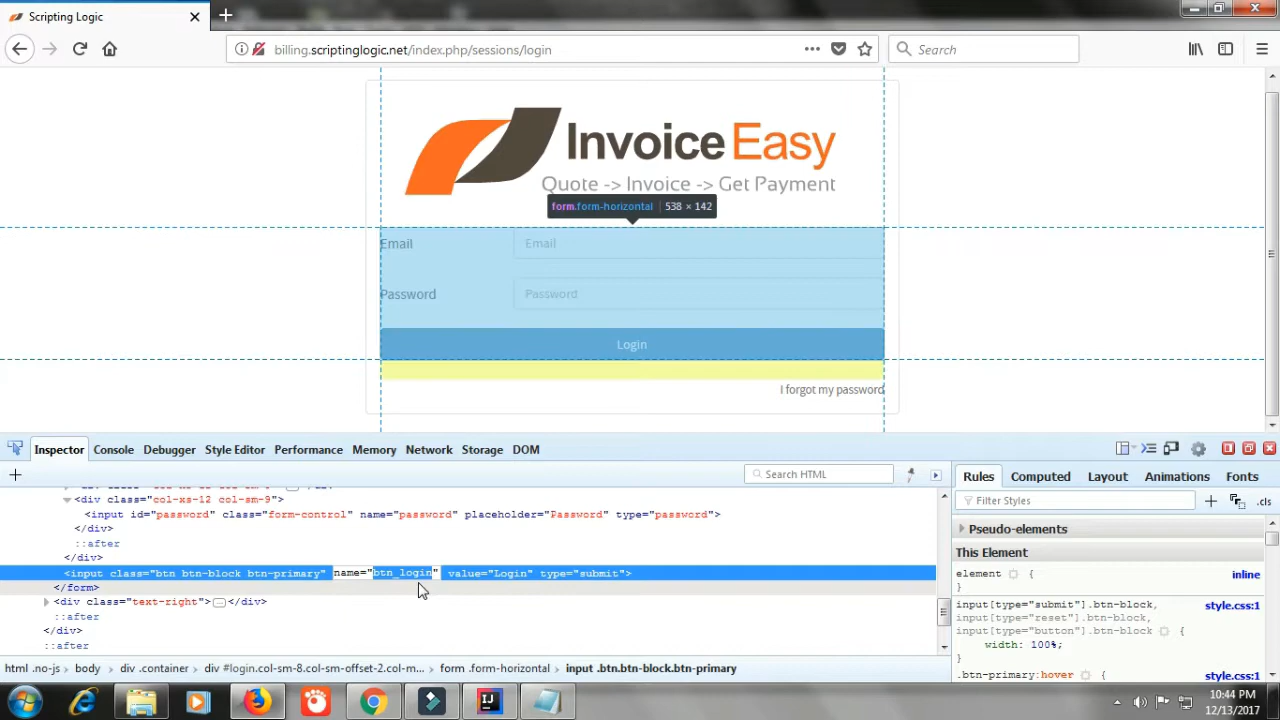 Scripting Logic
billing.scriptinglogic.net/index.php/sessions/login
Search
InvoiceEasy
Quote -> Invoice -> Get Payment
form.form-horizontal | 538 × 142
Email Email
Password Password
Login
I forgot my password
Inspector Console Debugger Style Editor Performance Memory Network Storage DOM
Search HTML
Rules Computed Layout Animations Fonts
Filter Styles
.cls
<div class="col-xs-12 col-sm-9">
<input id="password" class="form-control" name="password" placeholder="Password" type="password">
</div>
::after
</div>
<input class="btn btn-block btn-primary" name="btn_login" value="Login" type="submit">
</form>
<div class="text-right"></div>
::after
</div>
::after
Pseudo-elements
This Element
element { inline
}
input[type="submit"].btn-block, style.css:1
input[type="reset"].btn-block,
input[type="button"].btn-block {
width: 100%;
}
.btn-primary:hover { style.css:1
html .no-js body div .container div #login.col-sm-8.col-sm-offset-2.col-m... form .form-horizontal input .btn.btn-block.btn-primary
10:44 PM
12/13/2017